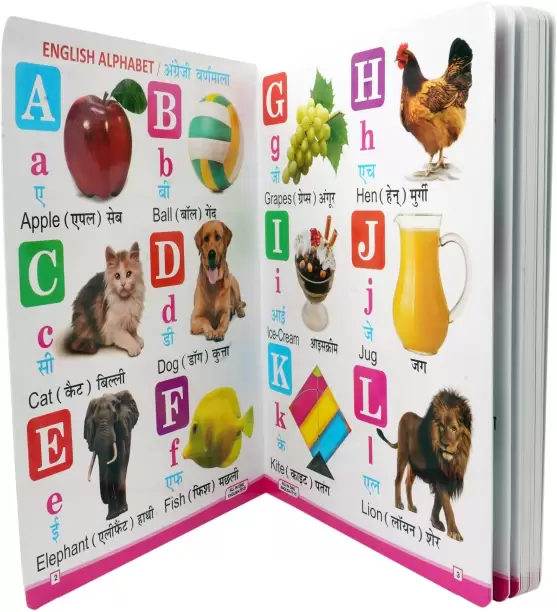 ENGLISH ALPHABET / अंग्रेजी वर्णमाला
A
a
ए
Apple (एपल) सेब
B
b
बी
Ball (बॉल) गेंद
C
c
सी
Cat (कैट) बिल्ली
D
d
डी
Dog (डॉग) कुत्ता
E
e
ई
Elephant (एलीफैंट) हाथी
F
f
एफ
Fish (फिश) मछली
2
G
g
जी
Grapes (ग्रेप्स) अंगूर
H
h
एच
Hen (हेन्) मुर्गी
I
i
आई
Ice-Cream आइसक्रीम
J
j
जे
Jug जग
K
k
के
Kite (काइट) पतंग
L
l
एल
Lion (लॉयन) शेर
3